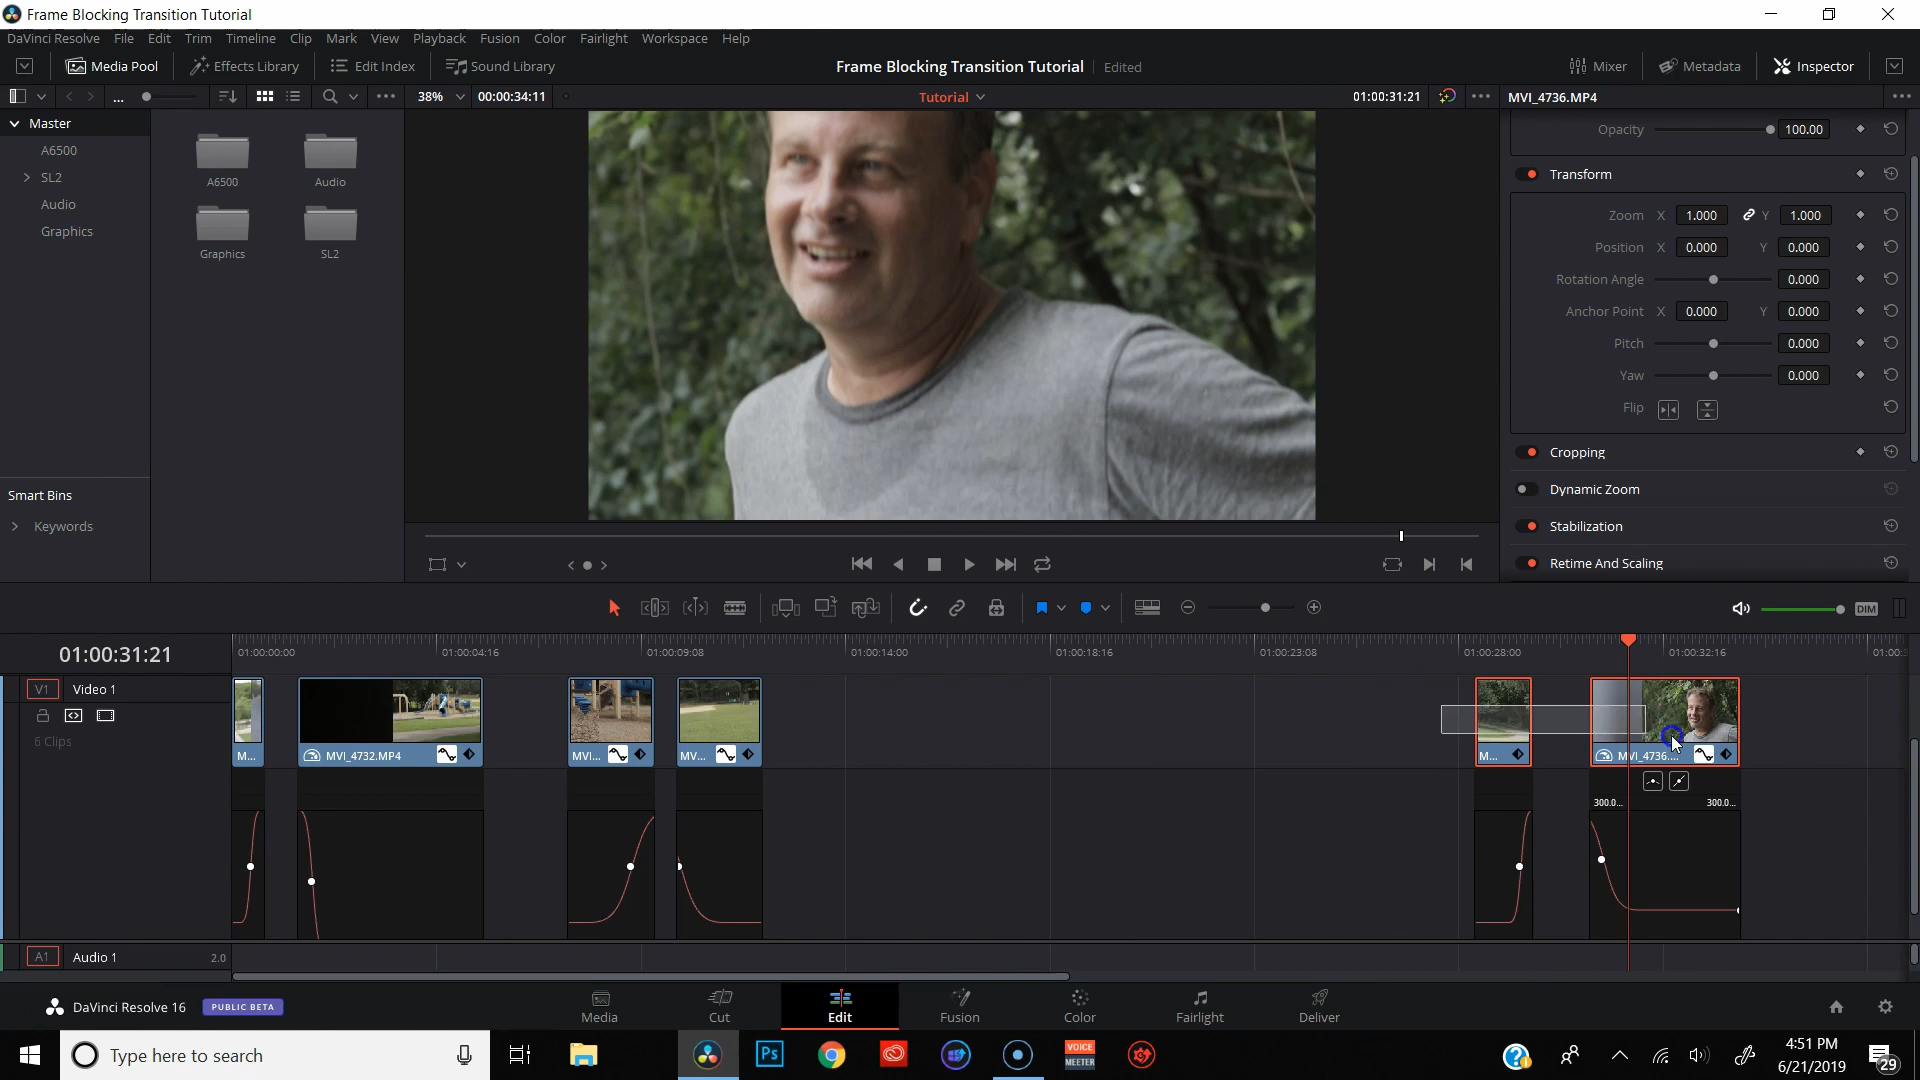 Frame Blocking Transition Tutorial
DaVinci Resolve File Edit Trim Timeline Clip Mark View Playback Fusion Color Fairlight Workspace Help
Media Pool Effects Library Edit Index Sound Library Frame Blocking Transition Tutorial Edited Mixer Metadata Inspector
... 38% 00:00:34:11 Tutorial 01:00:31:21 MVI_4736.MP4
Master
A6500
SL2
Audio
Graphics
A6500 Audio
Graphics SL2
Smart Bins
Keywords
Opacity 100.00
Transform
Zoom X 1.000 Y 1.000
Position X 0.000 Y 0.000
Rotation Angle 0.000
Anchor Point X 0.000 Y 0.000
Pitch 0.000
Yaw 0.000
Flip
Cropping
Dynamic Zoom
Stabilization
Retime And Scaling
DIM
01:00:31:21 01:00:00:00 01:00:04:16 01:00:09:08 01:00:14:00 01:00:18:16 01:00:23:08 01:00:28:00 01:00:32:16 01:00:
V1 Video 1
6 Clips
M... MVI_4732.MP4 MVI... MV... M... MVI_4736....
300.0... 300.0...
A1 Audio 1 2.0
DaVinci Resolve 16 PUBLIC BETA Media Cut Edit Fusion Color Fairlight Deliver
Type here to search Ps VOICE MEETER 4:51 PM
6/21/2019 29